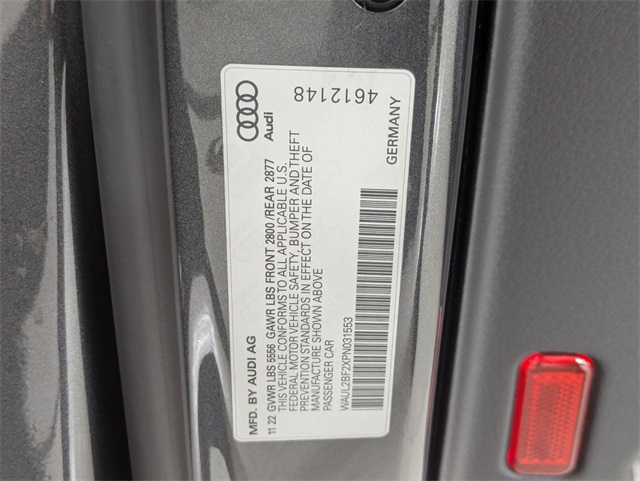 MFD. BY AUDI AG
Audi
11 22 GVWR LBS 5556 GAWR LBS FRONT 2800 /REAR 2877
THIS VEHICLE CONFORMS TO ALL APPLICABLE U.S.
FEDERAL MOTOR VEHICLE SAFETY, BUMPER AND THEFT
PREVENTION STANDARDS IN EFFECT ON THE DATE OF
MANUFACTURE SHOWN ABOVE
PASSENGER CAR
WAUL2BF2XPN031553
GERMANY
4612148